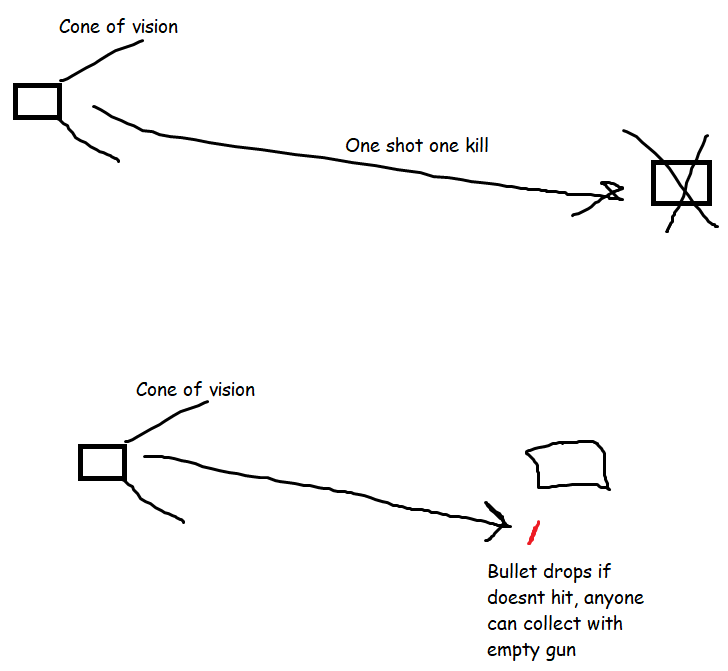 Cone of vision
One shot one kill
Cone of vision
Bullet drops if
doesnt hit, anyone
can collect with
empty gun